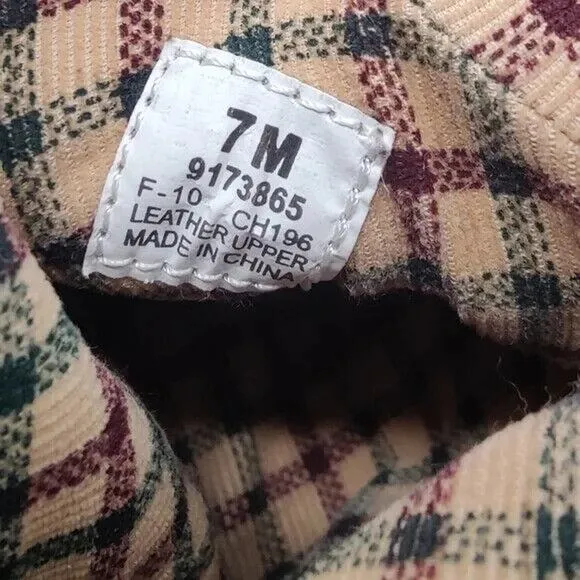 7M
9173865
F-10 CH196
LEATHER UPPER
MADE IN CHINA